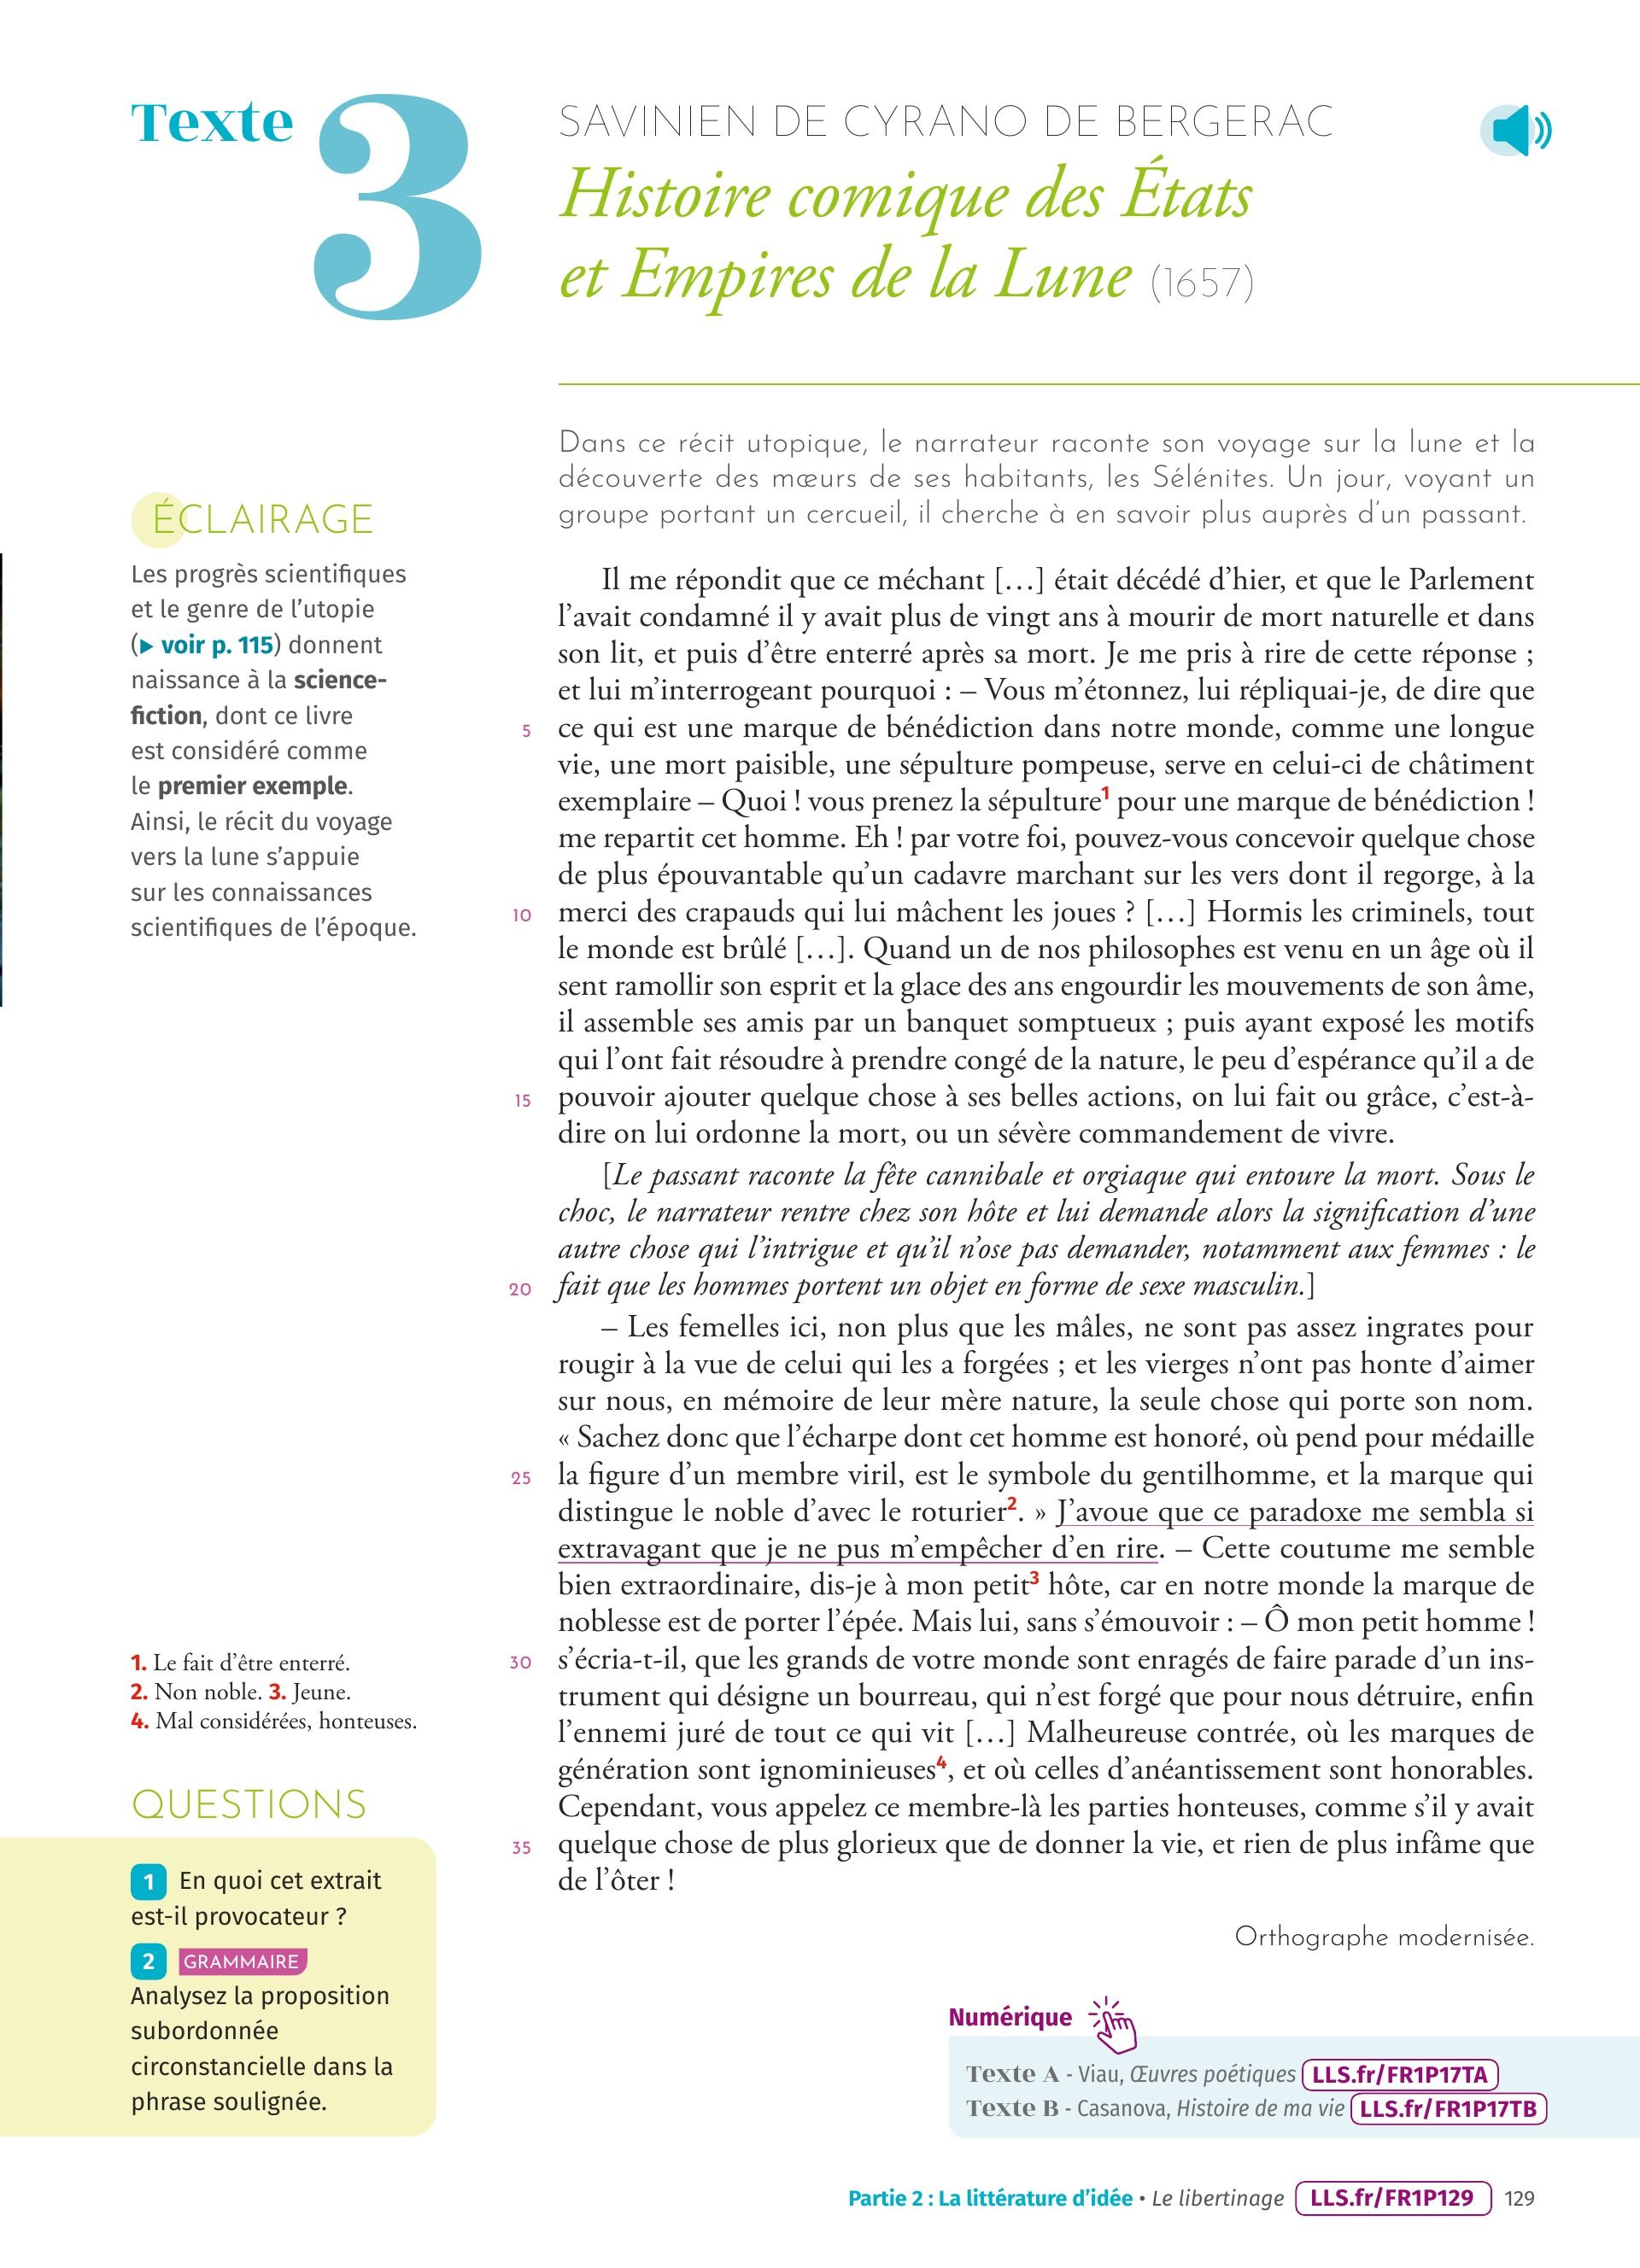 Texte 3
SAVINIEN DE CYRANO DE BERGERAC
Histoire comique des États
et Empires de la Lune (1657)
Dans ce récit utopique, le narrateur raconte son voyage sur la lune et la
découverte des mœurs de ses habitants, les Sélénites. Un jour, voyant un
groupe portant un cercueil, il cherche à en savoir plus auprès d'un passant.
ÉCLAIRAGE
Les progrès scientifiques
et le genre de l'utopie
(▶ voir p. 115) donnent
naissance à la science-
fiction, dont ce livre
est considéré comme
le premier exemple.
Ainsi, le récit du voyage
vers la lune s'appuie
sur les connaissances
scientifiques de l'époque.
Il me répondit que ce méchant […] était décédé d'hier, et que le Parlement
l'avait condamné il y avait plus de vingt ans à mourir de mort naturelle et dans
son lit, et puis d'être enterré après sa mort. Je me pris à rire de cette réponse ;
et lui m'interrogeant pourquoi : – Vous m'étonnez, lui répliquai-je, de dire que
5 ce qui est une marque de bénédiction dans notre monde, comme une longue
vie, une mort paisible, une sépulture pompeuse, serve en celui-ci de châtiment
exemplaire – Quoi ! vous prenez la sépulture1 pour une marque de bénédiction !
me repartit cet homme. Eh ! par votre foi, pouvez-vous concevoir quelque chose
de plus épouvantable qu'un cadavre marchant sur les vers dont il regorge, à la
10 merci des crapauds qui lui mâchent les joues ? […] Hormis les criminels, tout
le monde est brûlé […]. Quand un de nos philosophes est venu en un âge où il
sent ramollir son esprit et la glace des ans engourdir les mouvements de son âme,
il assemble ses amis par un banquet somptueux ; puis ayant exposé les motifs
qui l'ont fait résoudre à prendre congé de la nature, le peu d'espérance qu'il a de
15 pouvoir ajouter quelque chose à ses belles actions, on lui fait ou grâce, c'est-à-
dire on lui ordonne la mort, ou un sévère commandement de vivre.
[Le passant raconte la fête cannibale et orgiaque qui entoure la mort. Sous le
choc, le narrateur rentre chez son hôte et lui demande alors la signification d'une
autre chose qui l'intrigue et qu'il n'ose pas demander, notamment aux femmes : le
20 fait que les hommes portent un objet en forme de sexe masculin.]
– Les femelles ici, non plus que les mâles, ne sont pas assez ingrates pour
rougir à la vue de celui qui les a forgées ; et les vierges n'ont pas honte d'aimer
sur nous, en mémoire de leur mère nature, la seule chose qui porte son nom.
« Sachez donc que l'écharpe dont cet homme est honoré, où pend pour médaille
25 la figure d'un membre viril, est le symbole du gentilhomme, et la marque qui
distingue le noble d'avec le roturier2. » J'avoue que ce paradoxe me sembla si
extravagant que je ne pus m'empêcher d'en rire. – Cette coutume me semble
bien extraordinaire, dis-je à mon petit3 hôte, car en notre monde la marque de
noblesse est de porter l'épée. Mais lui, sans s'émouvoir : – Ô mon petit homme !
30 s'écria-t-il, que les grands de votre monde sont enragés de faire parade d'un ins-
trument qui désigne un bourreau, qui n'est forgé que pour nous détruire, enfin
l'ennemi juré de tout ce qui vit […] Malheureuse contrée, où les marques de
génération sont ignominieuses4, et où celles d'anéantissement sont honorables.
Cependant, vous appelez ce membre-là les parties honteuses, comme s'il y avait
35 quelque chose de plus glorieux que de donner la vie, et rien de plus infâme que
de l'ôter !
Orthographe modernisée.
1. Le fait d'être enterré.
2. Non noble. 3. Jeune.
4. Mal considérées, honteuses.
QUESTIONS
1 En quoi cet extrait
est-il provocateur ?
2 GRAMMAIRE
Analysez la proposition
subordonnée
circonstancielle dans la
phrase soulignée.
Numérique
Texte A - Viau, Œuvres poétiques LLS.fr/FR1P17TA
Texte B - Casanova, Histoire de ma vie LLS.fr/FR1P17TB
Partie 2 : La littérature d'idée • Le libertinage LLS.fr/FR1P129 129